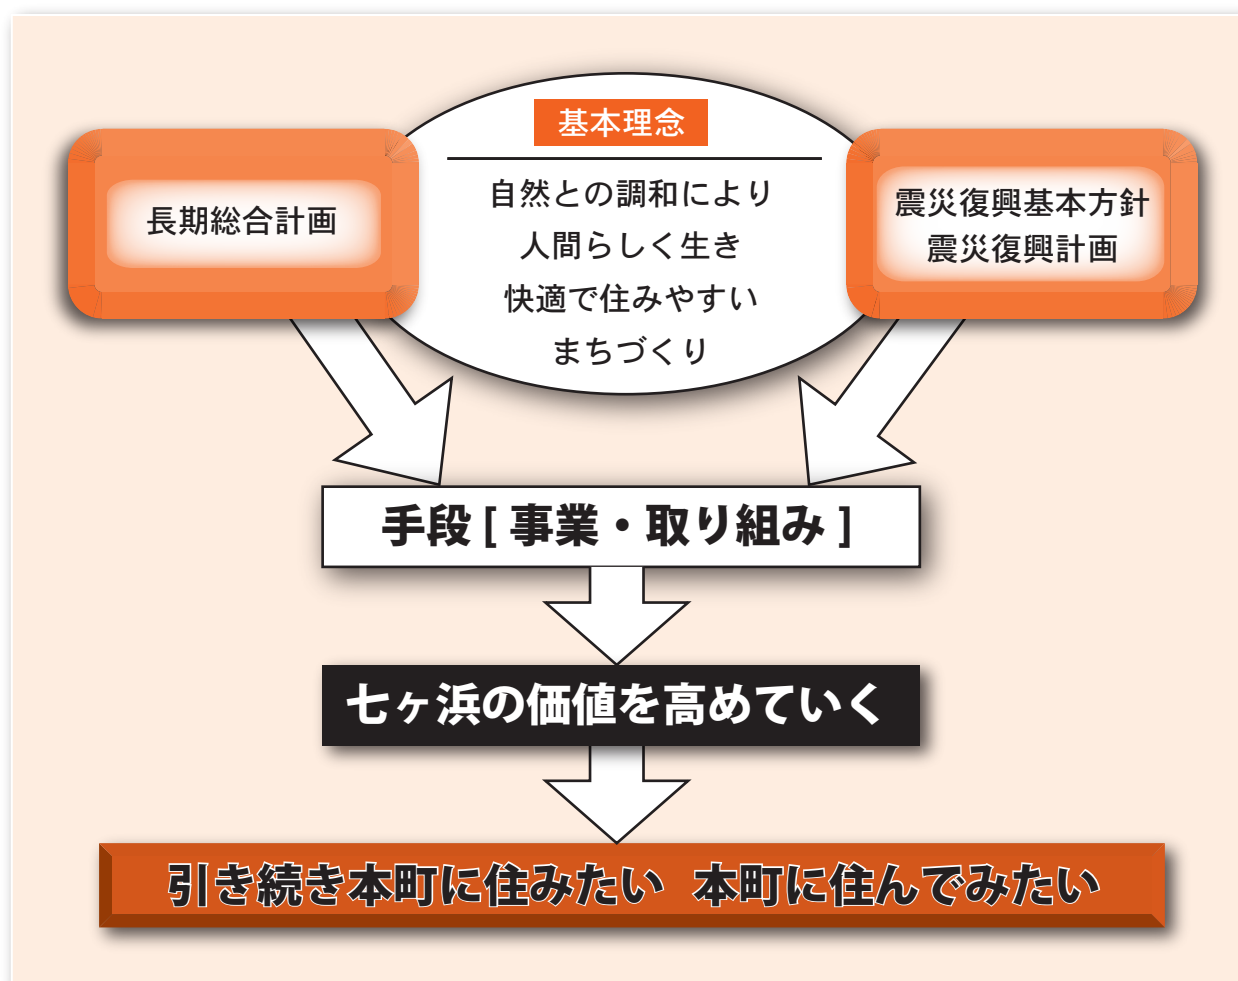 基本理念
自然との調和により
人間らしく生き
快適で住みやすい
まちづくり
長期総合計画
震災復興基本方針
震災復興計画
手段[事業・取り組み]
七ヶ浜の価値を高めていく
引き続き本町に住みたい 本町に住んでみたい